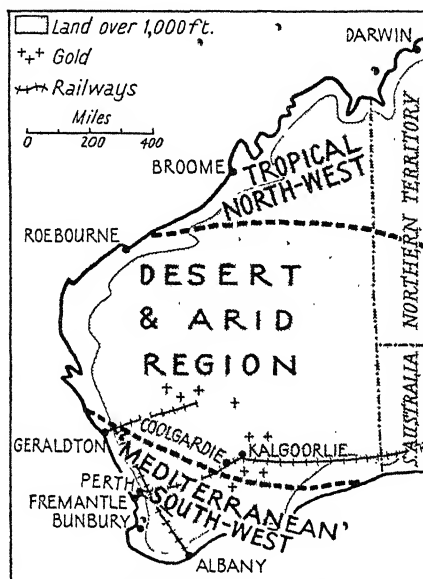 Land over 1,000 ft.
Gold
Railways
Miles
0 200 400
DARWIN
BROOME
TROPICAL
NORTH-WEST
ROEBOURNE
NORTHERN TERRITORY
DESERT
& ARID
REGION
S. AUSTRALIA
COOLGARDIE
KALGOORLIE
GERALDTON
'MEDITERRANEAN'
SOUTH-WEST
PERTH
FREMANTLE
BUNBURY
ALBANY